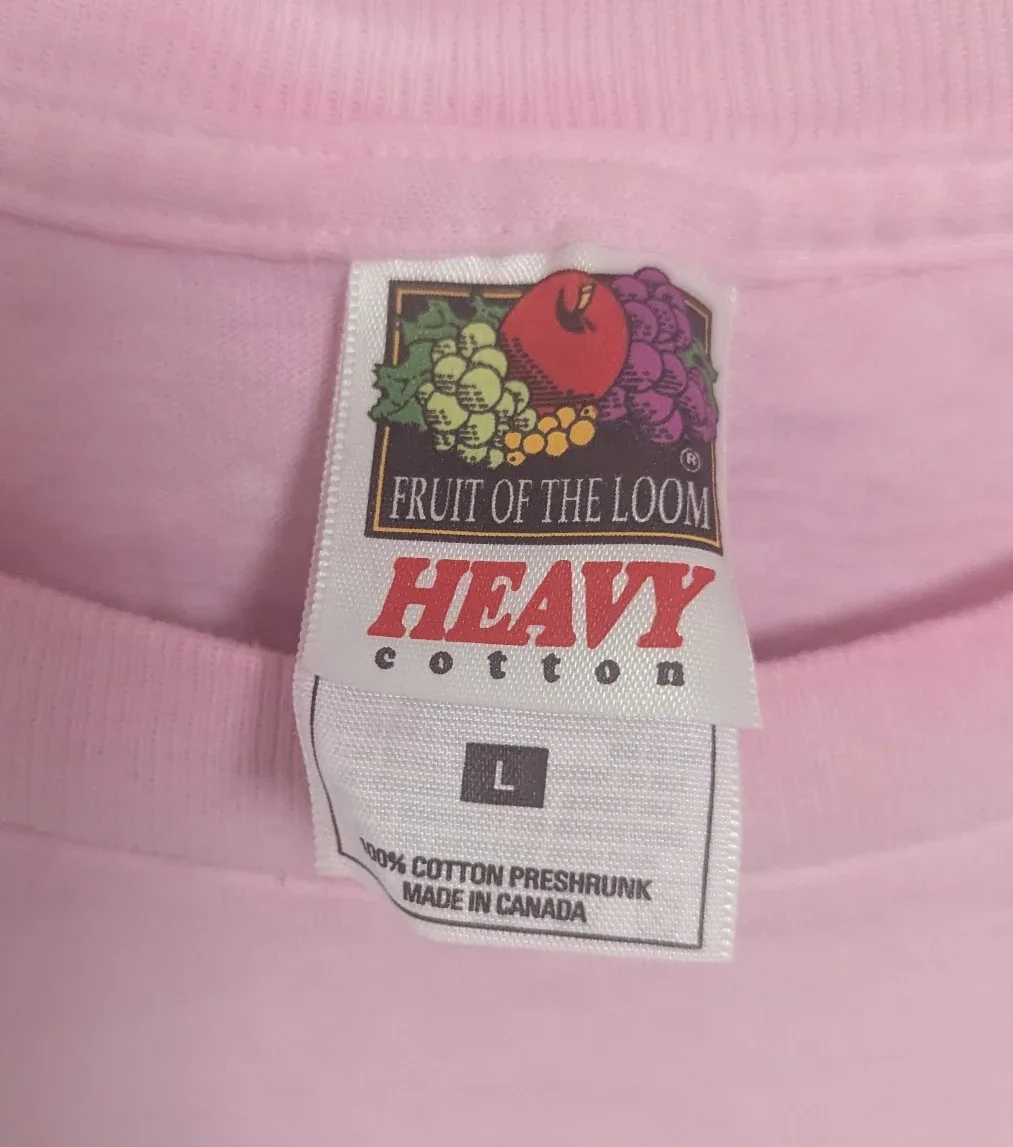 ®
FRUIT OF THE LOOM
HEAVY
cotton
L
100% COTTON PRESHRUNK
MADE IN CANADA